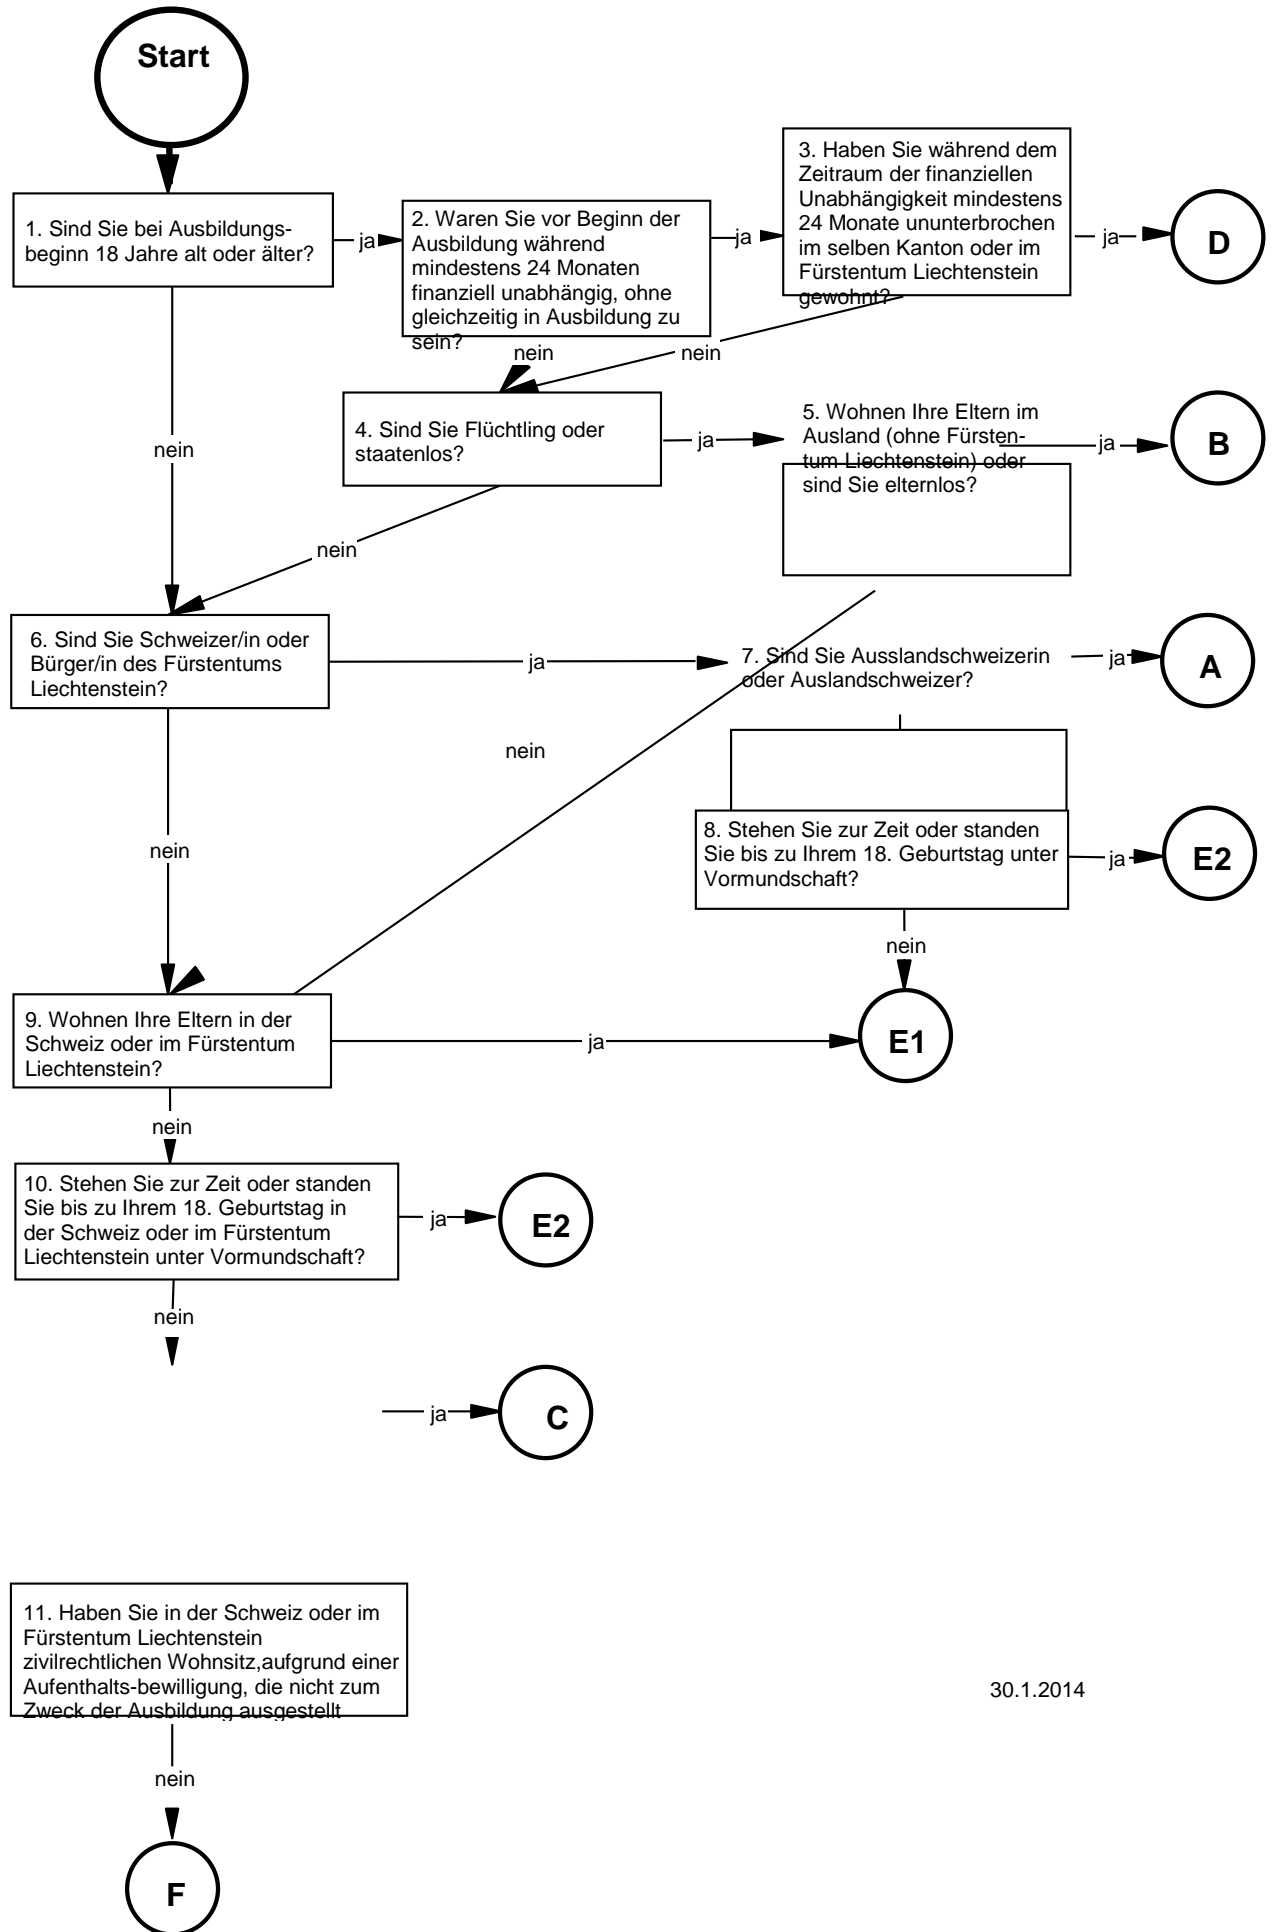 Start
1. Sind Sie bei Ausbildungs-
beginn 18 Jahre alt oder älter?
ja
2. Waren Sie vor Beginn der
Ausbildung während
mindestens 24 Monaten
finanziell unabhängig, ohne
gleichzeitig in Ausbildung zu
sein?
ja
3. Haben Sie während dem
Zeitraum der finanziellen
Unabhängigkeit mindestens
24 Monate ununterbrochen
im selben Kanton oder im
Fürstentum Liechtenstein
gewohnt?
ja
D
nein
nein
nein
4. Sind Sie Flüchtling oder
staatenlos?
ja
5. Wohnen Ihre Eltern im
Ausland (ohne Fürsten-
tum Liechtenstein) oder
sind Sie elternlos?
ja
B
nein
6. Sind Sie Schweizer/in oder
Bürger/in des Fürstentums
Liechtenstein?
ja
7. Sind Sie Ausslandschweizerin
oder Auslandschweizer?
ja
A
nein
nein
8. Stehen Sie zur Zeit oder standen
Sie bis zu Ihrem 18. Geburtstag unter
Vormundschaft?
ja
E2
nein
9. Wohnen Ihre Eltern in der
Schweiz oder im Fürstentum
Liechtenstein?
ja
E1
nein
10. Stehen Sie zur Zeit oder standen
Sie bis zu Ihrem 18. Geburtstag in
der Schweiz oder im Fürstentum
Liechtenstein unter Vormundschaft?
ja
E2
nein
ja
C
11. Haben Sie in der Schweiz oder im
Fürstentum Liechtenstein
zivilrechtlichen Wohnsitz,aufgrund einer
Aufenthalts-bewilligung, die nicht zum
Zweck der Ausbildung ausgestellt
30.1.2014
nein
F